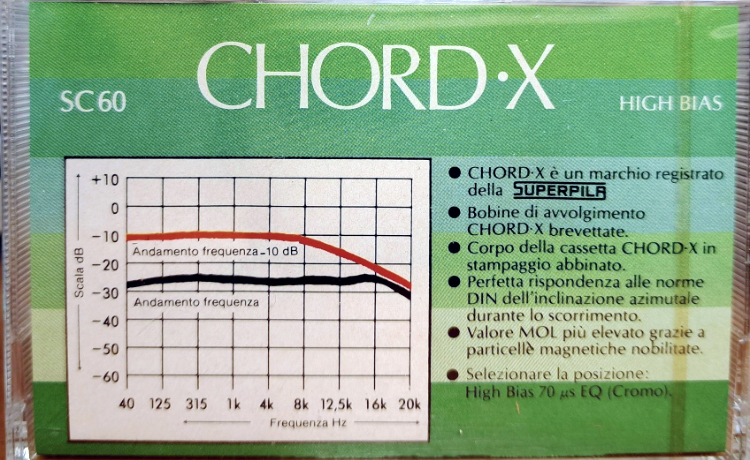 CHORD·X
SC60
HIGH BIAS
+10
0
-10
-20
-30
-40
-50
-60
Scala dB
Andamento frequenza -10 dB
Andamento frequenza
40 125 315 1k 4k 8k 12,5k 16k 20k
Frequenza Hz
● CHORD·X è un marchio registrato
della SUPERPILA
● Bobine di avvolgimento
CHORD·X brevettate.
● Corpo della cassetta CHORD·X in
stampaggio abbinato.
● Perfetta rispondenza alle norme
DIN dell'inclinazione azimutale
durante lo scorrimento.
● Valore MOL più elevato grazie a
particelle magnetiche nobilitate.
● Selezionare la posizione:
High Bias 70 μs EQ (Cromo).